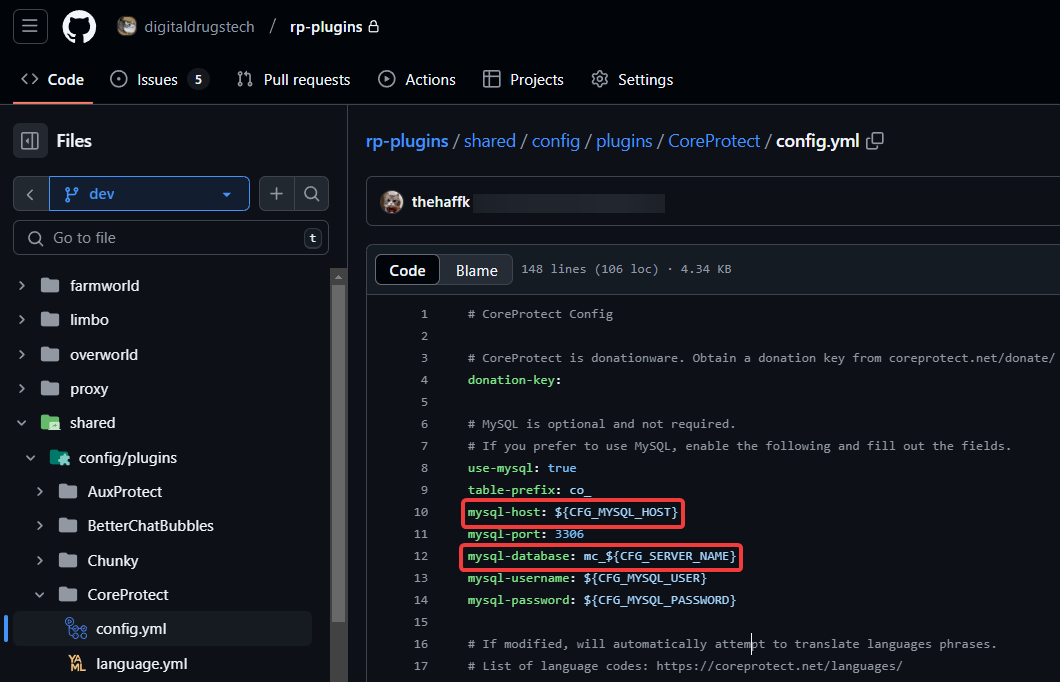 digitaldrugstech / rp-plugins
Code Issues 5 Pull requests Actions Projects Settings
Files
dev
Go to file t
farmworld
limbo
overworld
proxy
shared
config/plugins
AuxProtect
BetterChatBubbles
Chunky
CoreProtect
config.yml
YAML language.yml
rp-plugins / shared / config / plugins / CoreProtect / config.yml
thehaffk
Code Blame 148 lines (106 loc) · 4.34 KB
1 # CoreProtect Config
2
3 # CoreProtect is donationware. Obtain a donation key from coreprotect.net/donate/
4 donation-key:
5
6 # MySQL is optional and not required.
7 # If you prefer to use MySQL, enable the following and fill out the fields.
8 use-mysql: true
9 table-prefix: co_
10 mysql-host: ${CFG_MYSQL_HOST}
11 mysql-port: 3306
12 mysql-database: mc_${CFG_SERVER_NAME}
13 mysql-username: ${CFG_MYSQL_USER}
14 mysql-password: ${CFG_MYSQL_PASSWORD}
15
16 # If modified, will automatically attempt to translate languages phrases.
17 # List of language codes: https://coreprotect.net/languages/